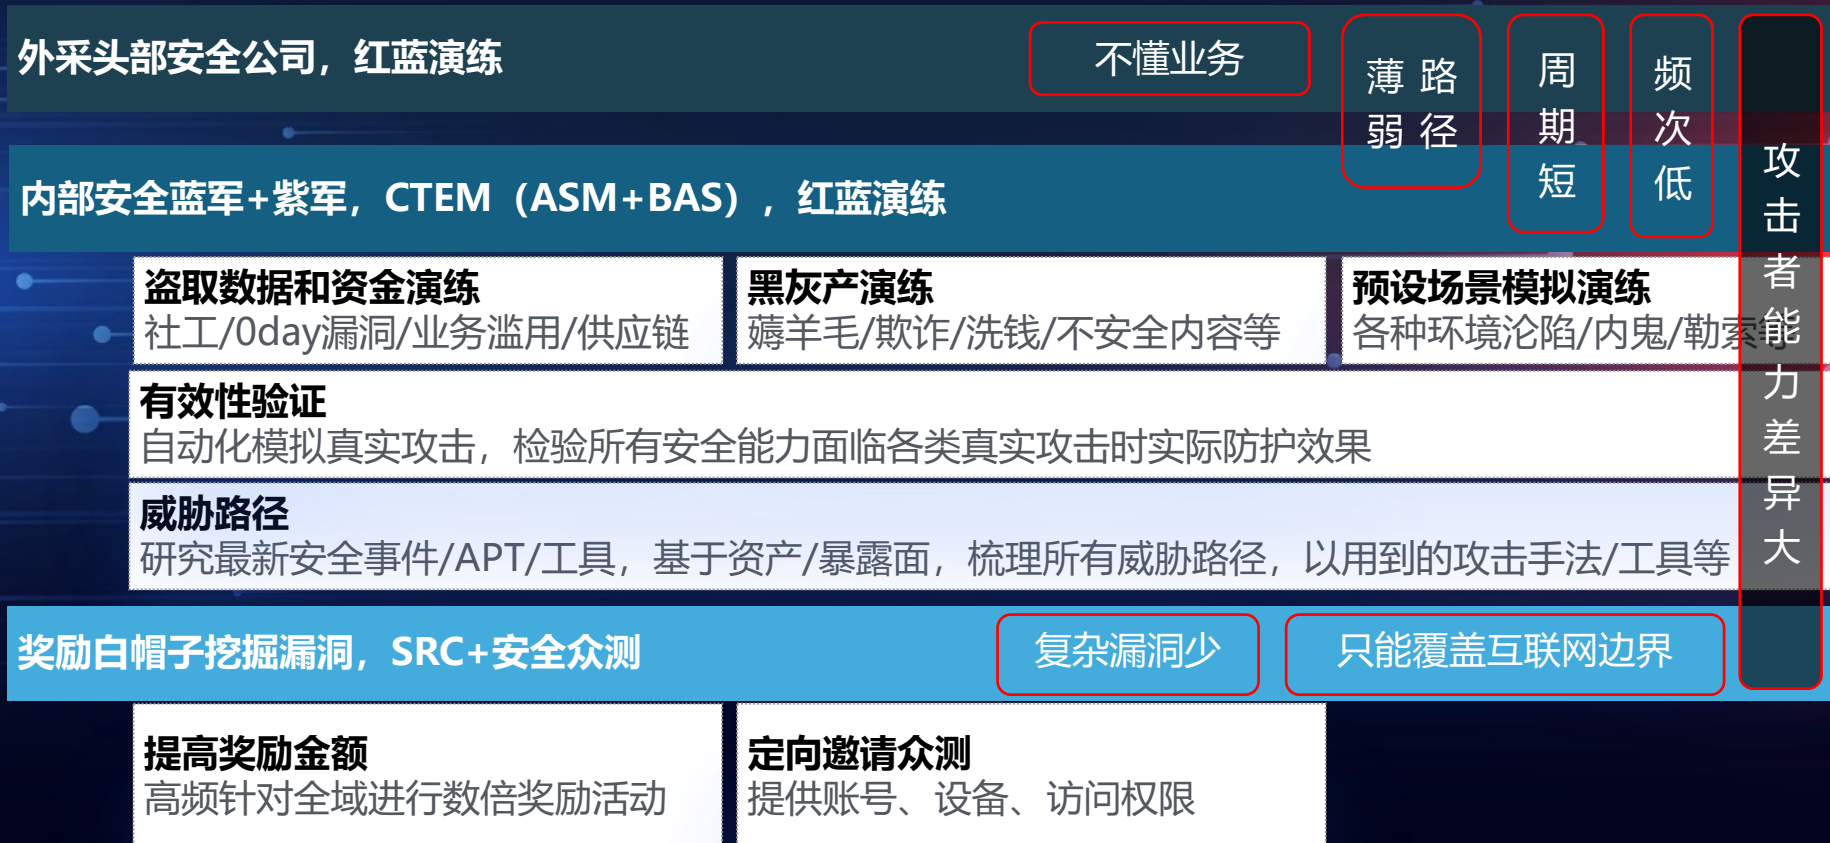 外采头部安全公司，红蓝演练
不懂业务
薄弱
路径
周期短
频次低
攻击者能力差异大
内部安全蓝军+紫军，CTEM（ASM+BAS），红蓝演练
盗取数据和资金演练
社工/0day漏洞/业务滥用/供应链
黑灰产演练
薅羊毛/欺诈/洗钱/不安全内容等
预设场景模拟演练
各种环境沦陷/内鬼/勒索等
有效性验证
自动化模拟真实攻击，检验所有安全能力面临各类真实攻击时实际防护效果
威胁路径
研究最新安全事件/APT/工具，基于资产/暴露面，梳理所有威胁路径，以用到的攻击手法/工具等
奖励白帽子挖掘漏洞，SRC+安全众测
复杂漏洞少
只能覆盖互联网边界
提高奖励金额
高频针对全域进行数倍奖励活动
定向邀请众测
提供账号、设备、访问权限